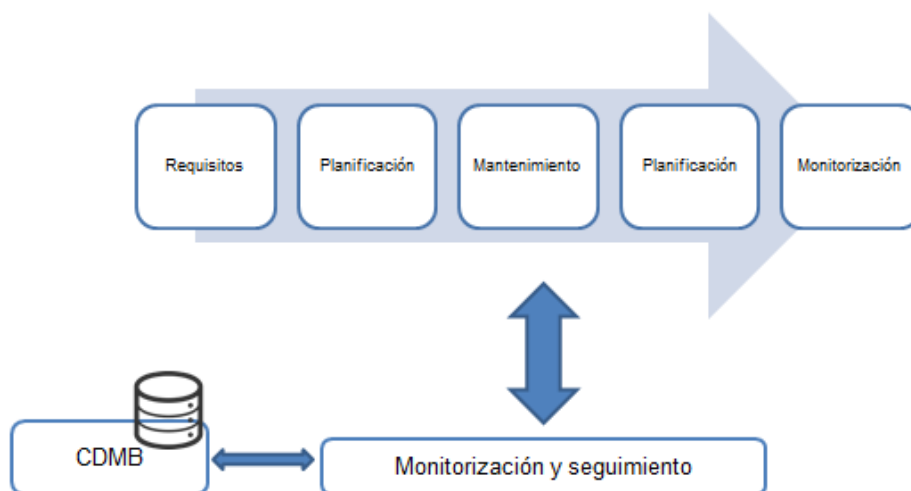 Requisitos
Planificación
Mantenimiento
Planificación
Monitorización
CDMB
Monitorización y seguimiento